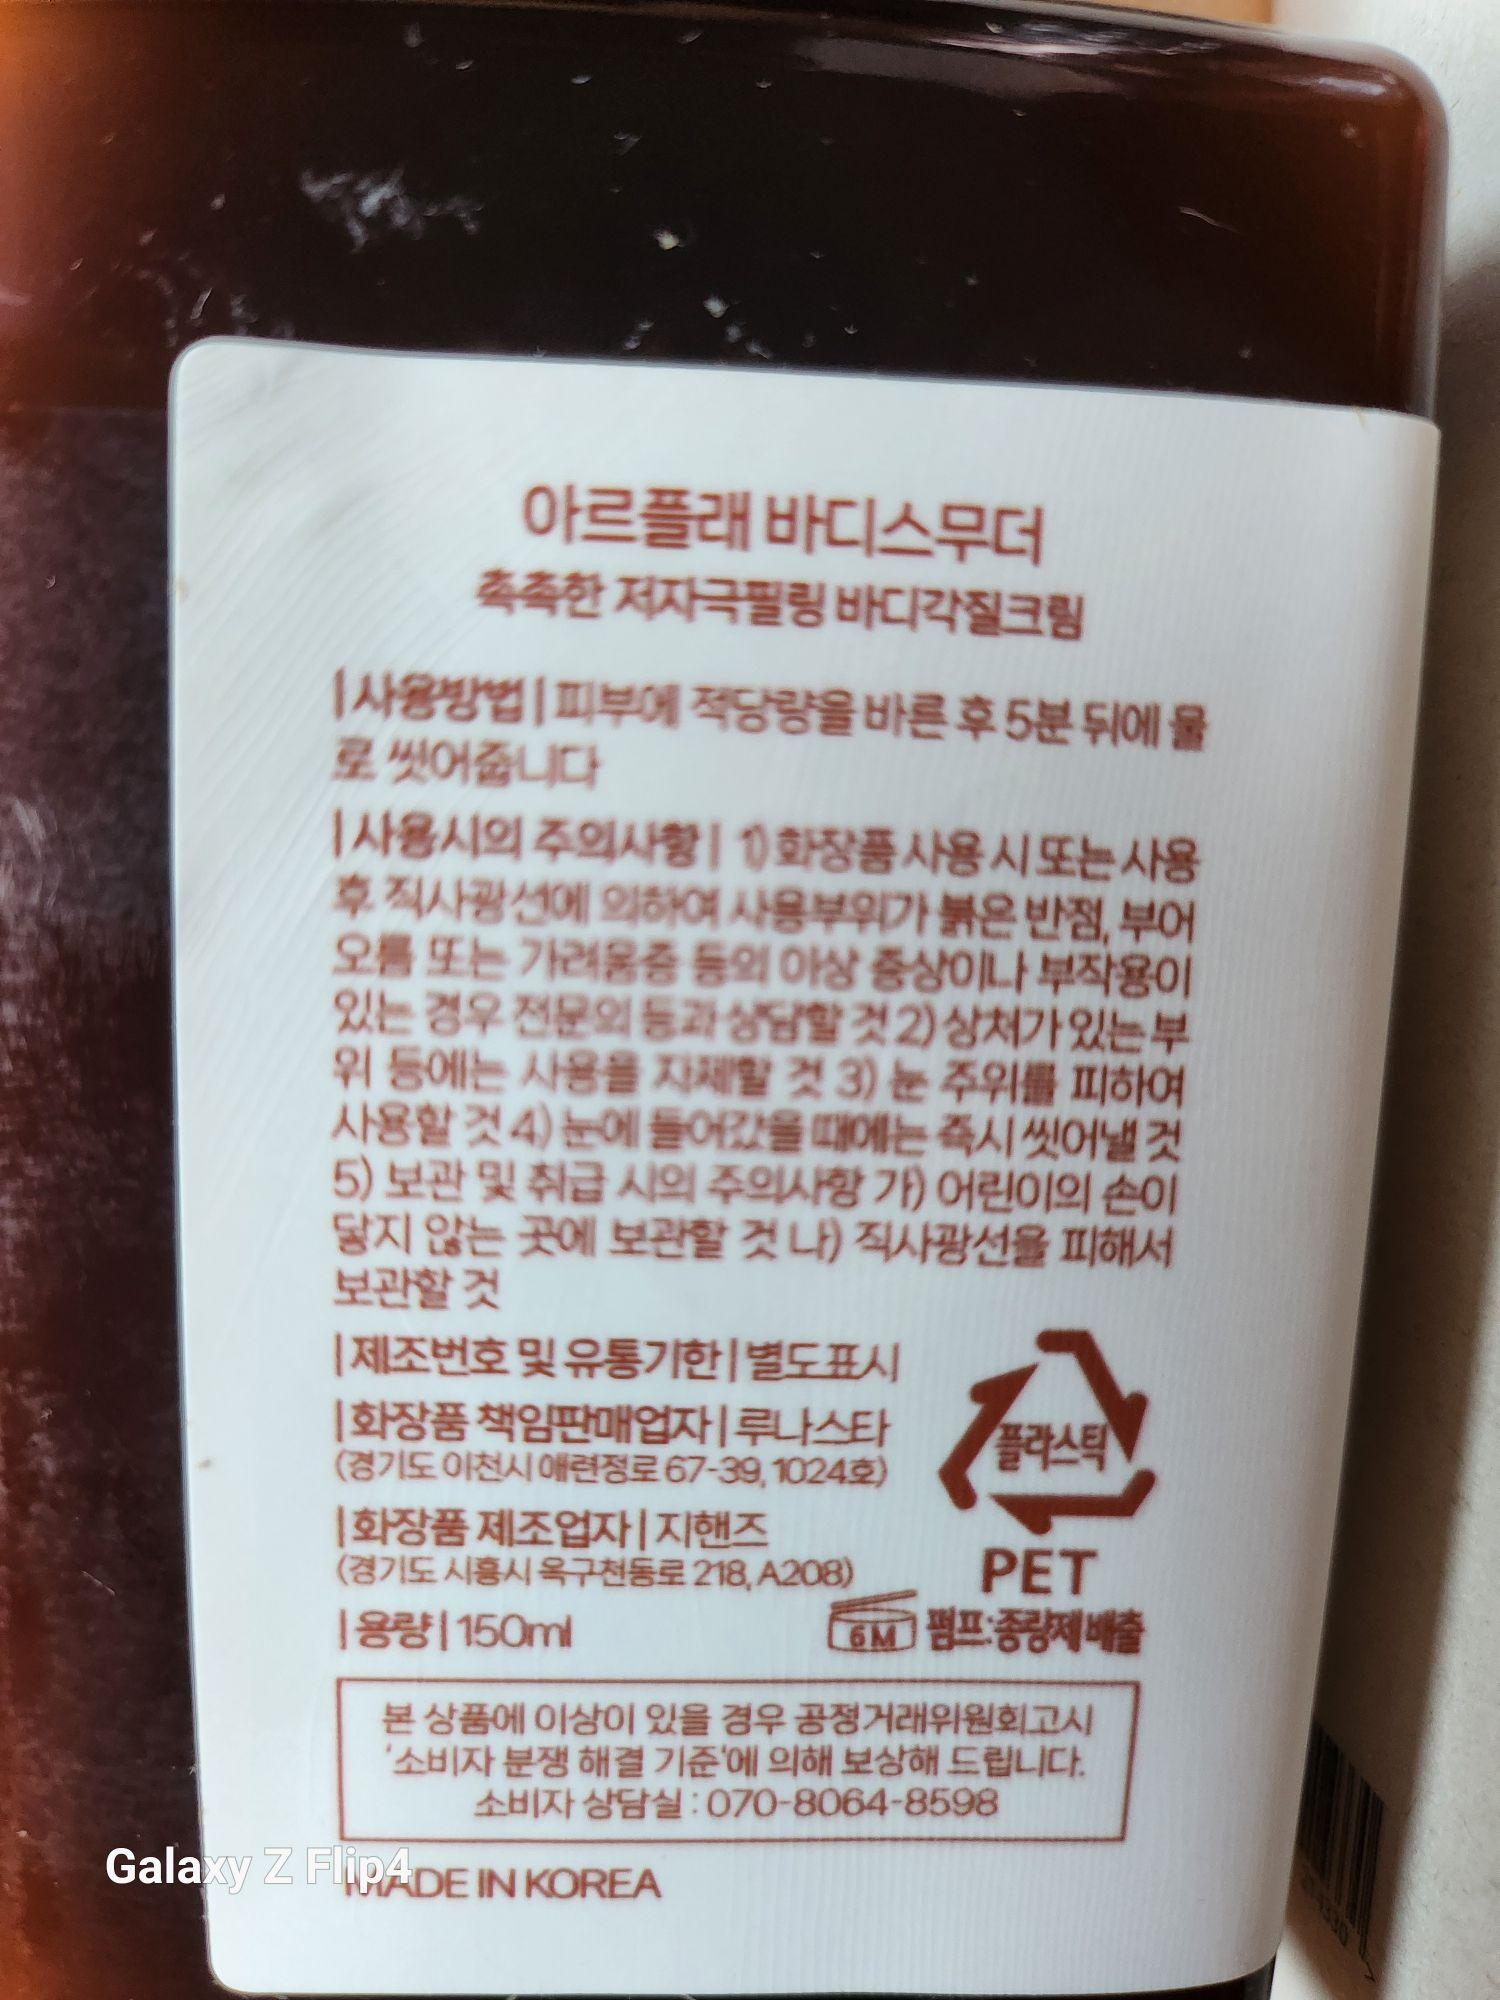 아르플래 바디스무더
촉촉한 저자극필링 바디각질크림
|사용방법| 피부에 적당량을 바른 후 5분 뒤에 물
로 씻어줍니다
|사용시의 주의사항| 1) 화장품 사용 시 또는 사용
후 직사광선에 의하여 사용부위가 붉은 반점, 부어
오름 또는 가려움증 등의 이상 증상이나 부작용이
있는 경우 전문의 등과 상담할 것 2) 상처가 있는 부
위 등에는 사용을 자제할 것 3) 눈 주위를 피하여
사용할 것 4) 눈에 들어갔을 때에는 즉시 씻어낼 것
5) 보관 및 취급 시의 주의사항 가) 어린이의 손이
닿지 않는 곳에 보관할 것 나) 직사광선을 피해서
보관할 것
|제조번호 및 유통기한| 별도표시
|화장품 책임판매업자| 루나스타
(경기도 이천시 애련정로 67-39, 1024호)
|화장품 제조업자| 지핸즈
(경기도 시흥시 옥구천동로 218, A208)
|용량| 150ml
플라스틱
PET
6M 펌프:종량제 배출
본 상품에 이상이 있을 경우 공정거래위원회고시
'소비자 분쟁 해결 기준'에 의해 보상해 드립니다.
소비자 상담실 : 070-8064-8598
MADE IN KOREA
Galaxy Z Flip4